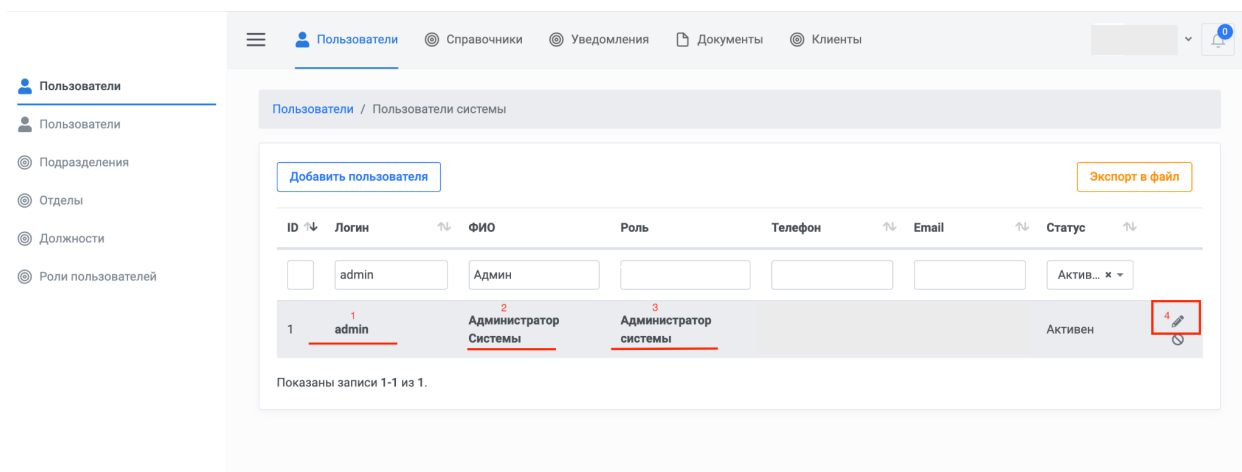 Пользователи Справочники Уведомления Документы Клиенты 0
Пользователи
Пользователи
Подразделения
Отделы
Должности
Роли пользователей
Пользователи / Пользователи системы
Добавить пользователя Экспорт в файл
ID Логин ФИО Роль Телефон Email Статус
admin Админ Актив... ×
1 2 3 4
1 admin Администратор Администратор Активен
Системы системы
Показаны записи 1-1 из 1.